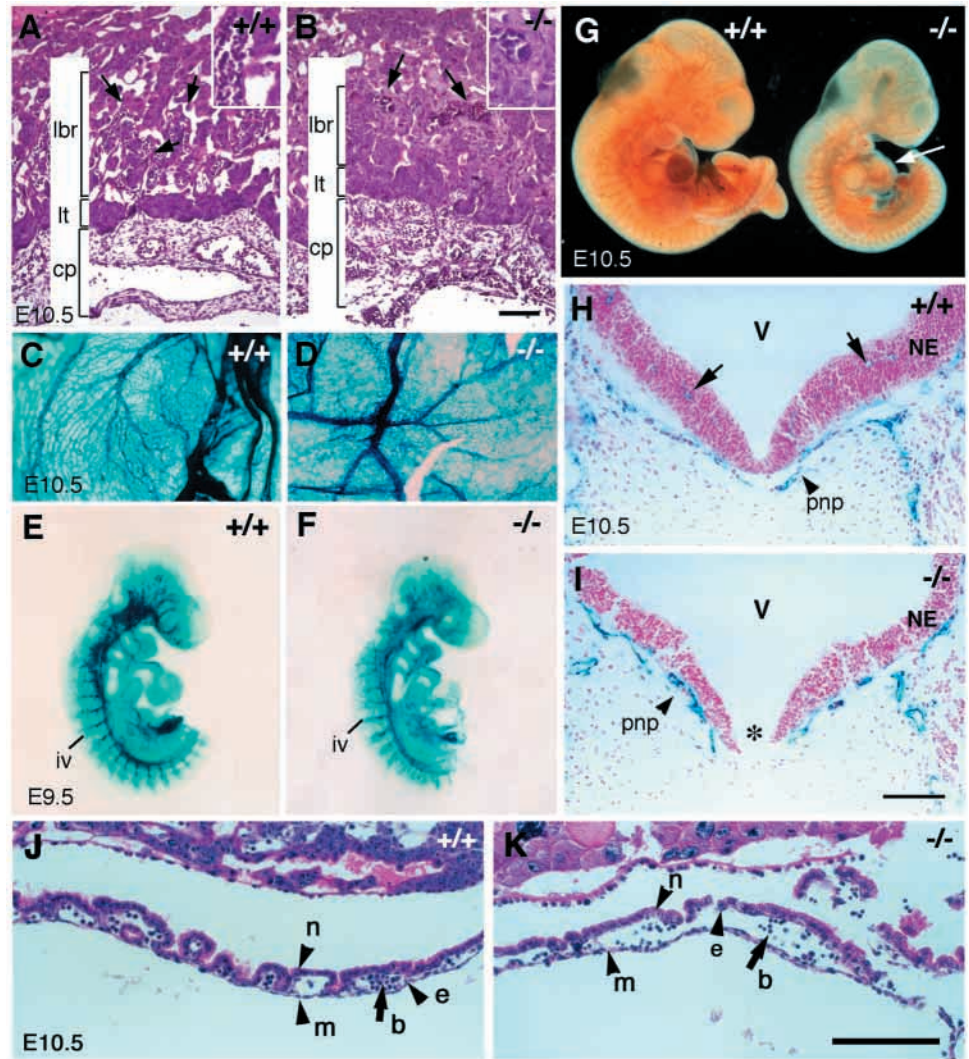 A +/+
lbr
lt
cp
E10.5
B -/-
lbr
lt
cp
G +/+ -/-
E10.5
C +/+
E10.5
D -/-
E +/+
iv
E9.5
F -/-
iv
H +/+
V
NE
pnp
E10.5
I -/-
V
NE
pnp
*
J +/+
n
m
b
e
E10.5
K -/-
n
e
b
m